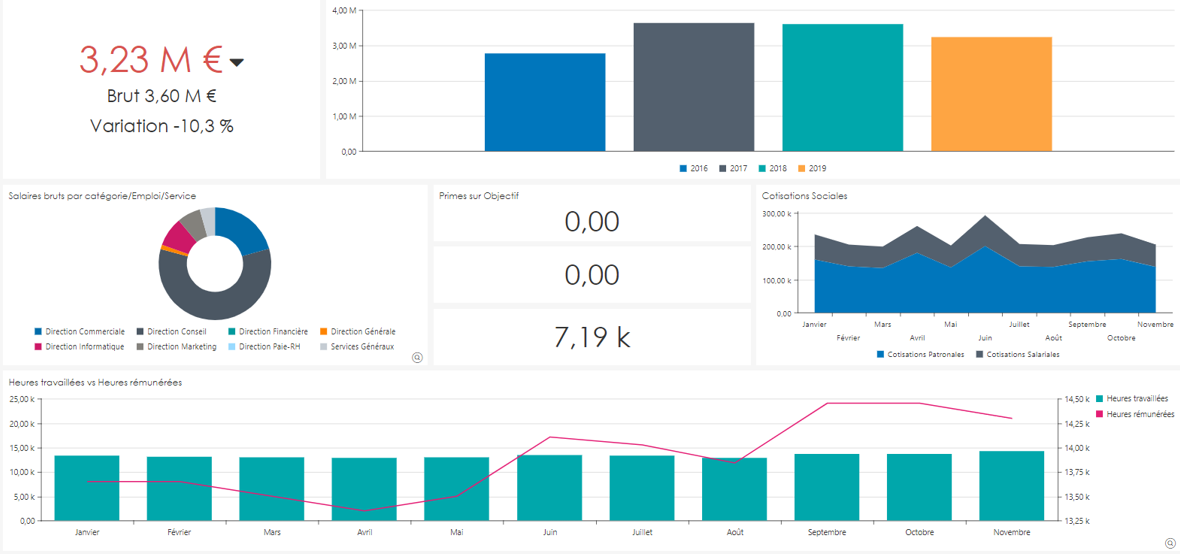 3,23 M €
Brut 3,60 M €
Variation -10,3 %
4,00 M
3,00 M
2,00 M
1,00 M
0,00
2016 2017 2018 2019
Salaires bruts par catégorie/Emploi/Service
Direction Commerciale Direction Conseil Direction Financière Direction Générale
Direction Informatique Direction Marketing Direction Paie-RH Services Généraux
Primes sur Objectif
0,00
0,00
7,19 k
Cotisations Sociales
300,00 k
200,00 k
100,00 k
0,00
Janvier Mars Mai Juillet Septembre Novembre
Février Avril Juin Août Octobre
Cotisations Patronales Cotisations Salariales
Heures travaillées vs Heures rémunérées
25,00 k
20,00 k
15,00 k
10,00 k
5,00 k
0,00
Janvier Février Mars Avril Mai Juin Juillet Août Septembre Octobre Novembre
14,50 k
14,25 k
14,00 k
13,75 k
13,50 k
13,25 k
Heures travaillées
Heures rémunérées